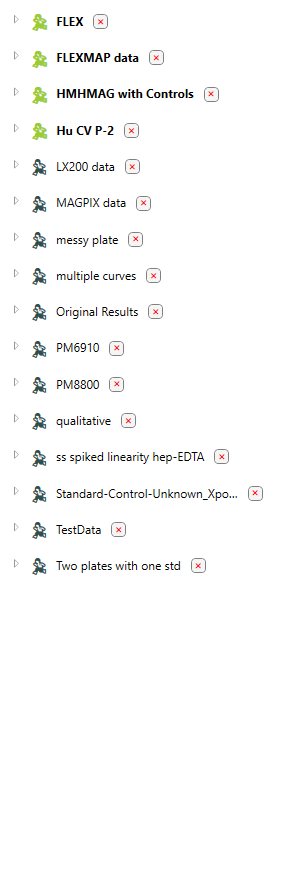 FLEX
FLEXMAP data
HMHMAG with Controls
Hu CV P-2
LX200 data
MAGPIX data
messy plate
multiple curves
Original Results
PM6910
PM8800
qualitative
ss spiked linearity hep-EDTA
Standard-Control-Unknown_Xpo...
TestData
Two plates with one std